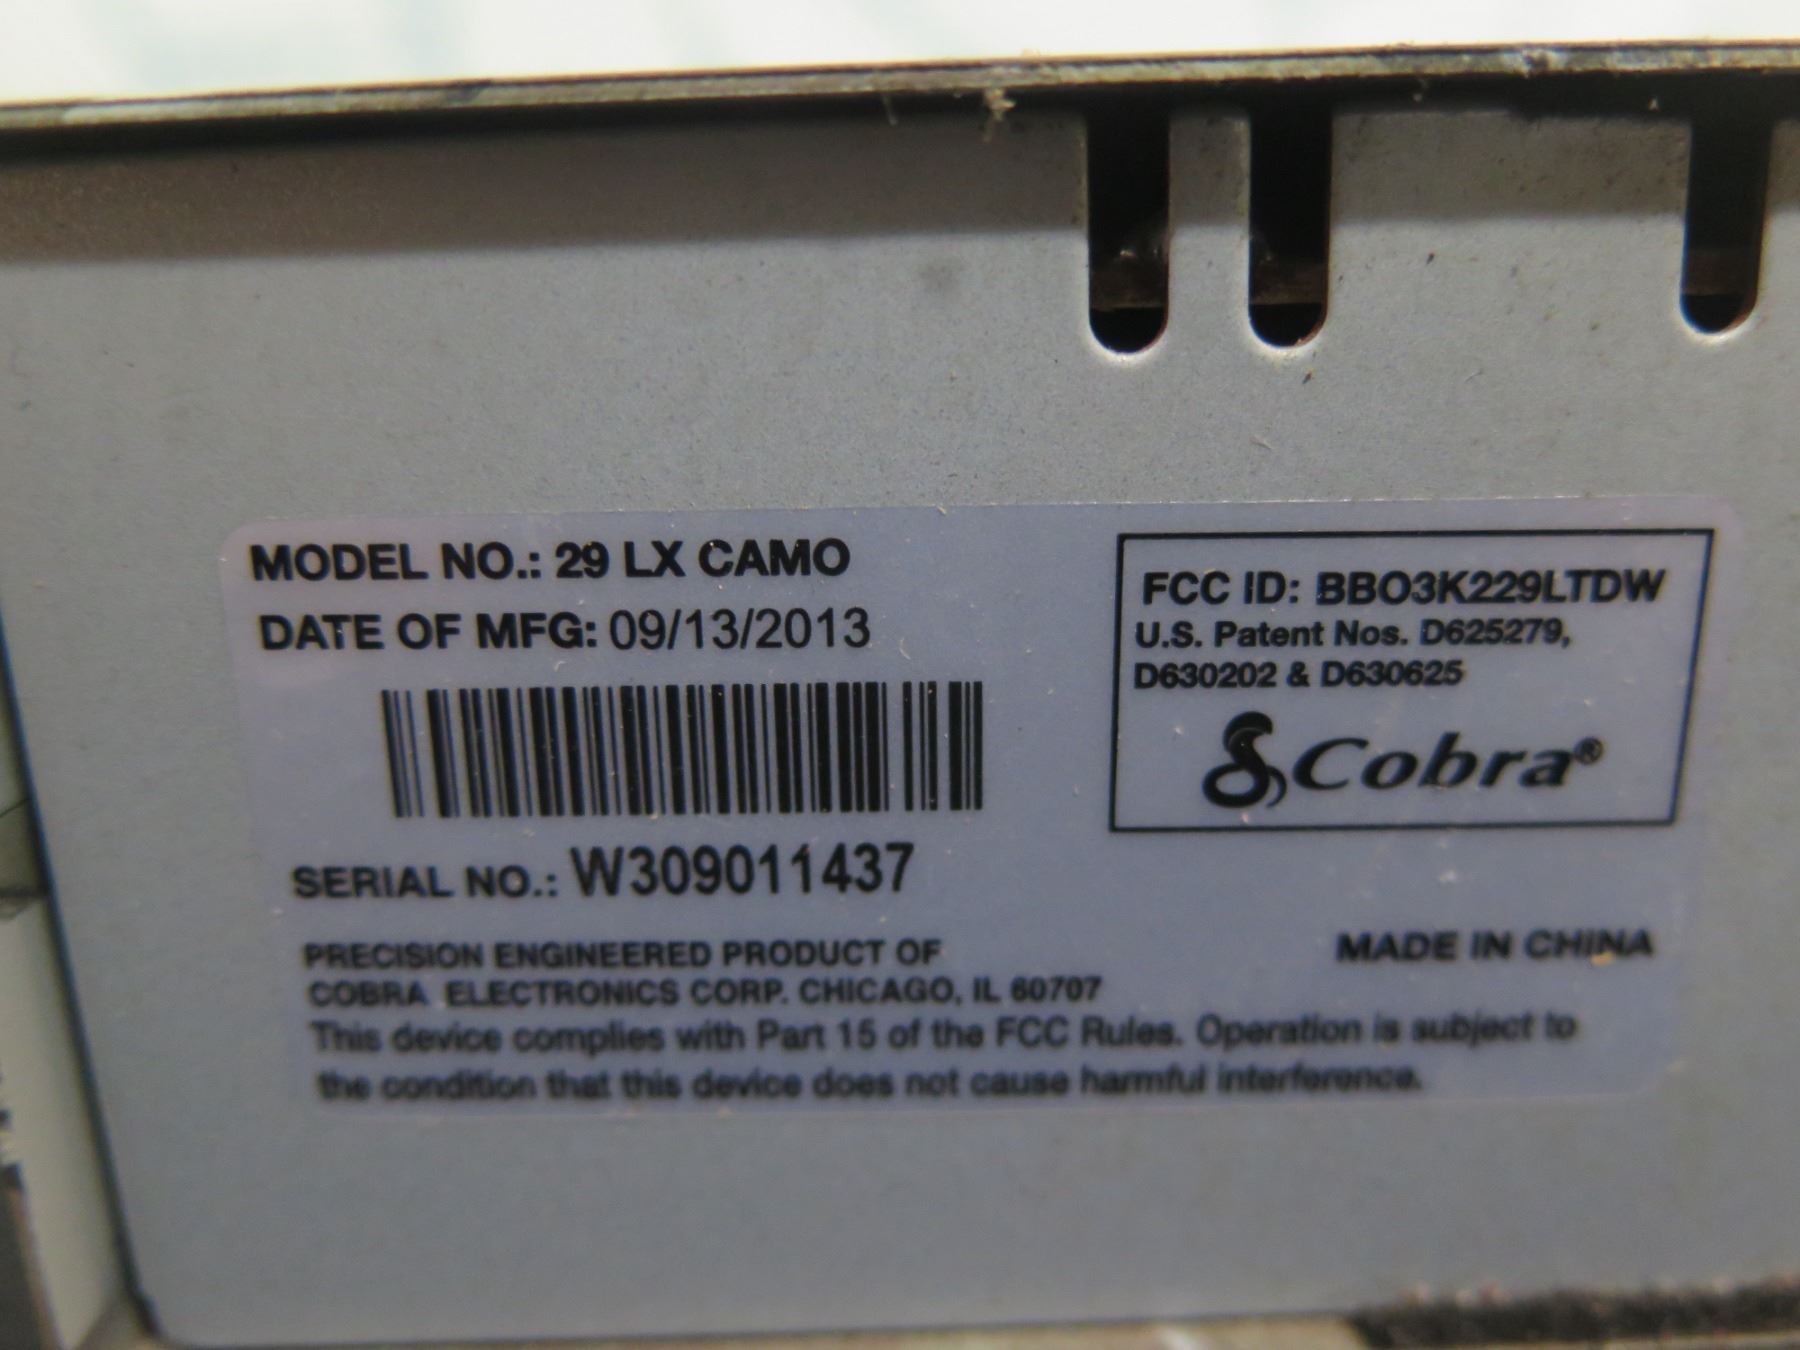 MODEL NO.: 29 LX CAMO
DATE OF MFG: 09/13/2013
SERIAL NO.: W309011437
FCC ID: BBO3K229LTDW
U.S. Patent Nos. D625279,
D630202 & D630625
Cobra®
PRECISION ENGINEERED PRODUCT OF
COBRA ELECTRONICS CORP. CHICAGO, IL 60707
MADE IN CHINA
This device complies with Part 15 of the FCC Rules. Operation is subject to
the condition that this device does not cause harmful interference.